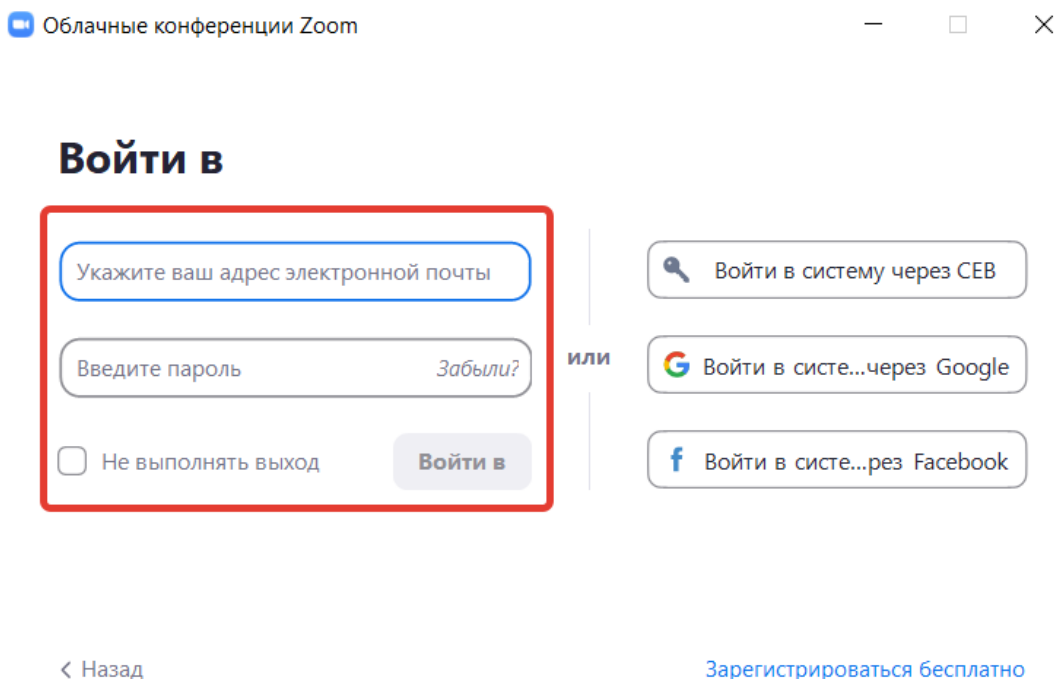 Облачные конференции Zoom
Войти в
Укажите ваш адрес электронной почты
Введите пароль Забыли?
Не выполнять выход Войти в
или
Войти в систему через СЕВ
Войти в систе...через Google
Войти в систе...рез Facebook
Назад
Зарегистрироваться бесплатно